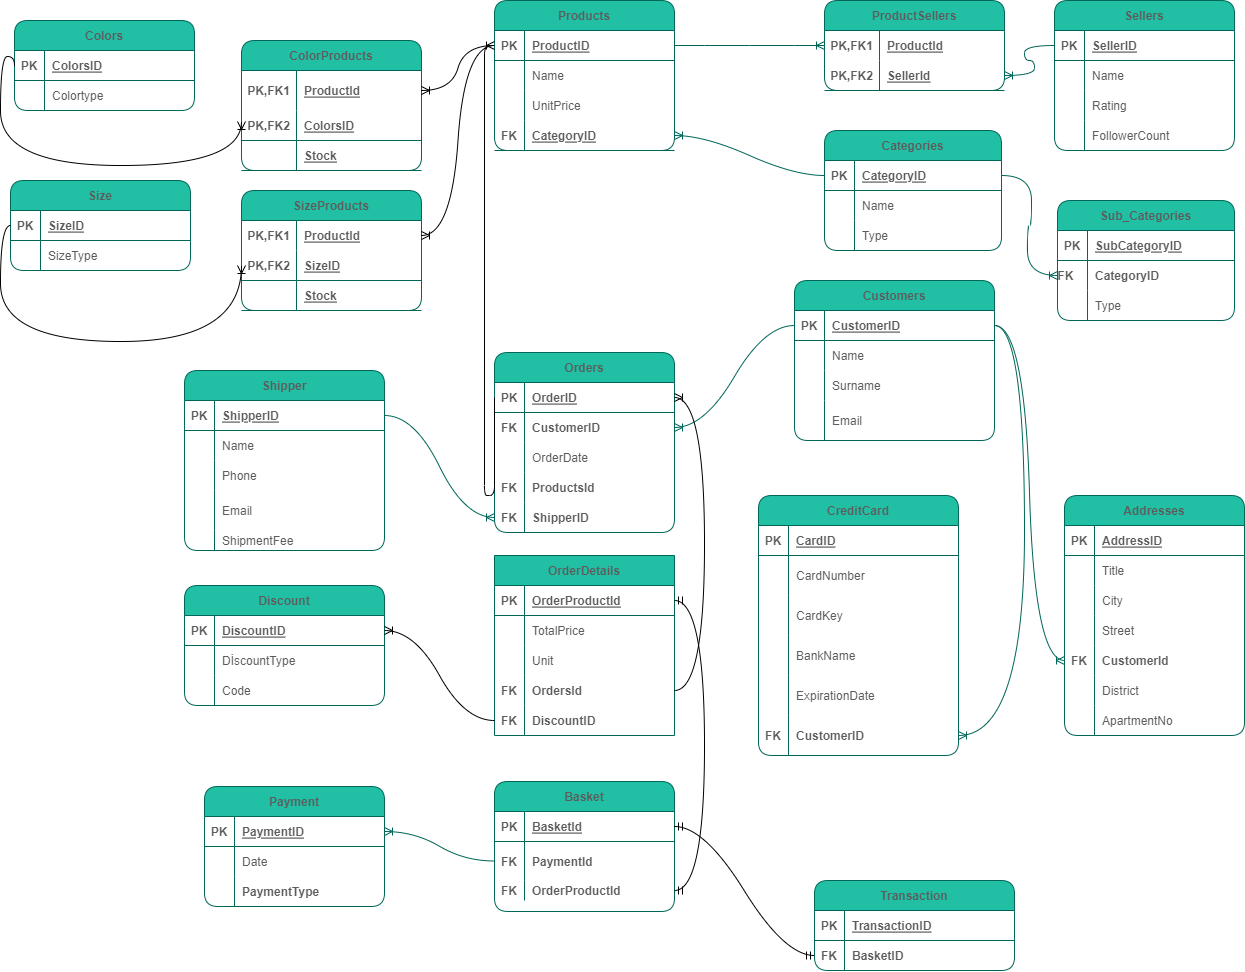 Colors
PK ColorsID
Colortype
ColorProducts
PK,FK1 ProductId
PK,FK2 ColorsID
Stock
Products
PK ProductID
Name
UnitPrice
FK CategoryID
ProductSellers
PK,FK1 ProductId
PK,FK2 SellerId
Sellers
PK SellerID
Name
Rating
FollowerCount
Size
PK SizeID
SizeType
SizeProducts
PK,FK1 ProductId
PK,FK2 SizeID
Stock
Categories
PK CategoryID
Name
Type
Sub_Categories
PK SubCategoryID
FK CategoryID
Type
Customers
PK CustomerID
Name
Surname
Email
Shipper
PK ShipperID
Name
Phone
Email
ShipmentFee
Orders
PK OrderID
FK CustomerID
OrderDate
FK ProductsId
FK ShipperID
CreditCard
PK CardID
CardNumber
CardKey
BankName
ExpirationDate
FK CustomerID
Addresses
PK AddressID
Title
City
Street
FK CustomerId
District
ApartmentNo
Discount
PK DiscountID
DİscountType
Code
OrderDetails
PK OrderProductId
TotalPrice
Unit
FK OrdersId
FK DiscountID
Payment
PK PaymentID
Date
PaymentType
Basket
PK BasketId
FK PaymentId
FK OrderProductId
Transaction
PK TransactionID
FK BasketID